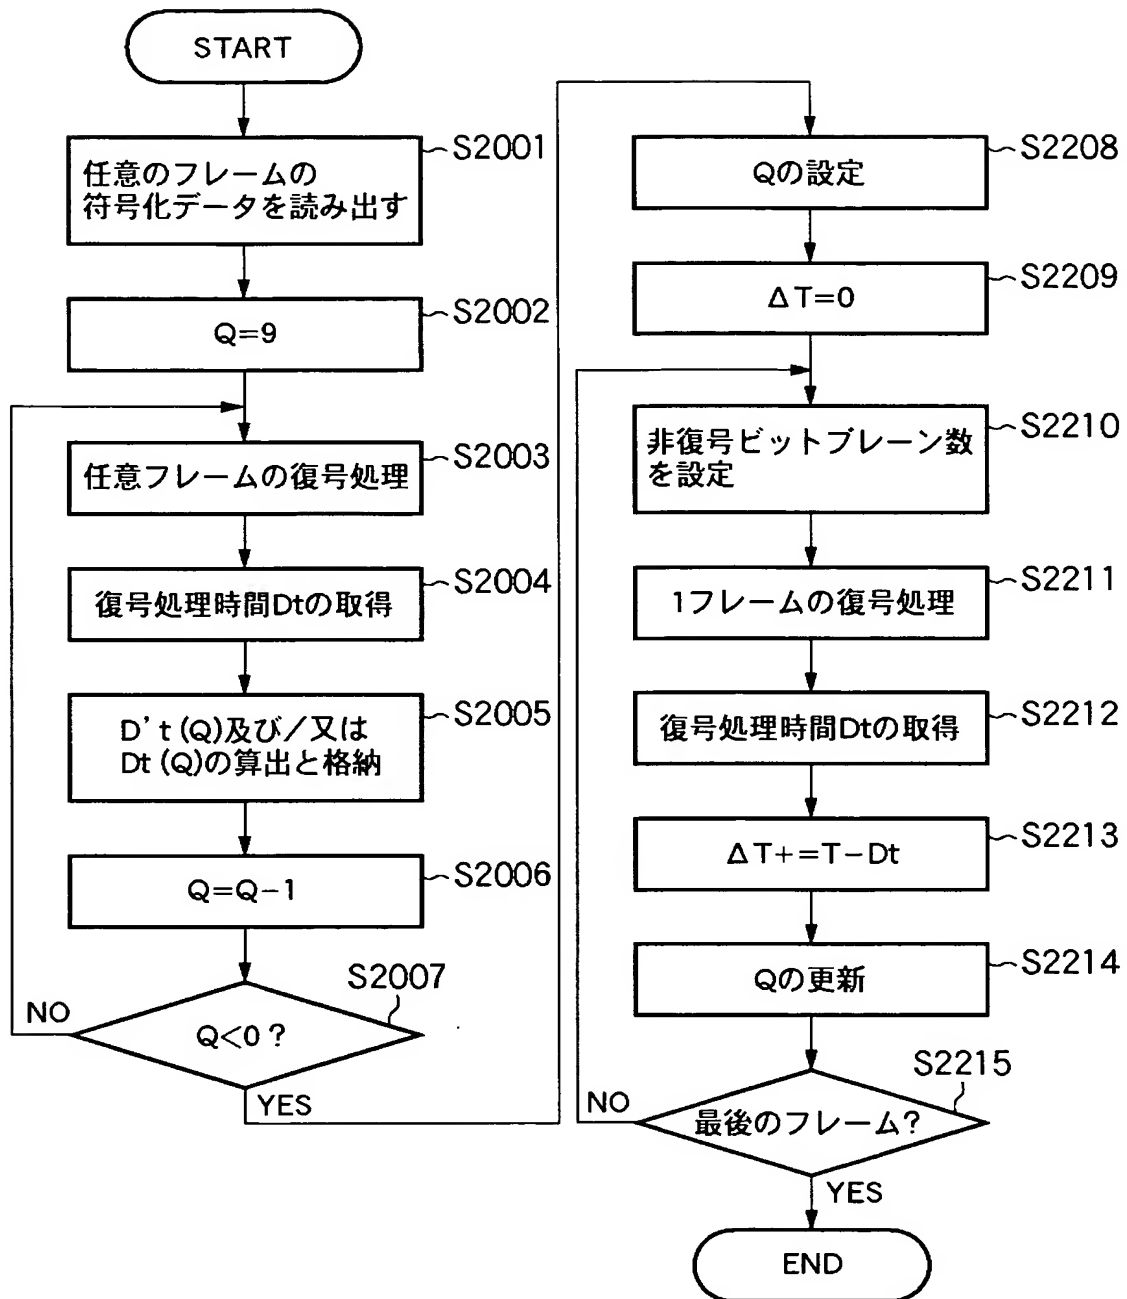 START
任意のフレームの
符号化データを読み出す
S2001
Q=9
S2002
任意フレームの復号処理
S2003
復号処理時間Dtの取得
S2004
D't(Q)及び/又は
Dt(Q)の算出と格納
S2005
Q=Q-1
S2006
S2007
Q<0?
NO
YES
Qの設定
S2208
ΔT=0
S2209
非復号ビットプレーン数
を設定
S2210
1フレームの復号処理
S2211
復号処理時間Dtの取得
S2212
ΔT+=T-Dt
S2213
Qの更新
S2214
S2215
最後のフレーム?
NO
YES
END